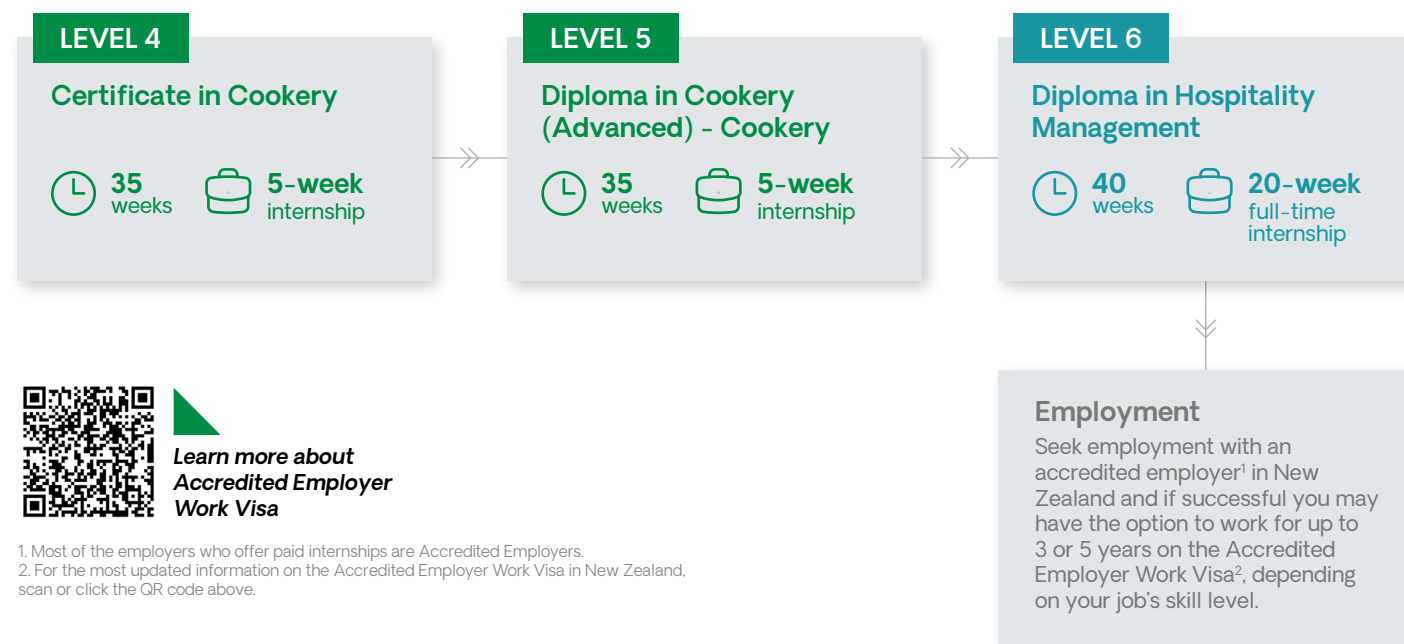 LEVEL 4
Certificate in Cookery
35
weeks
5-week
internship
LEVEL 5
Diploma in Cookery
(Advanced) - Cookery
35
weeks
5-week
internship
LEVEL 6
Diploma in Hospitality
Management
40
weeks
20-week
full-time
internship
Learn more about
Accredited Employer
Work Visa
1. Most of the employers who offer paid internships are Accredited Employers.
2. For the most updated information on the Accredited Employer Work Visa in New Zealand,
scan or click the QR code above.
Employment
Seek employment with an
accredited employer¹ in New
Zealand and if successful you may
have the option to work for up to
3 or 5 years on the Accredited
Employer Work Visa², depending
on your job's skill level.